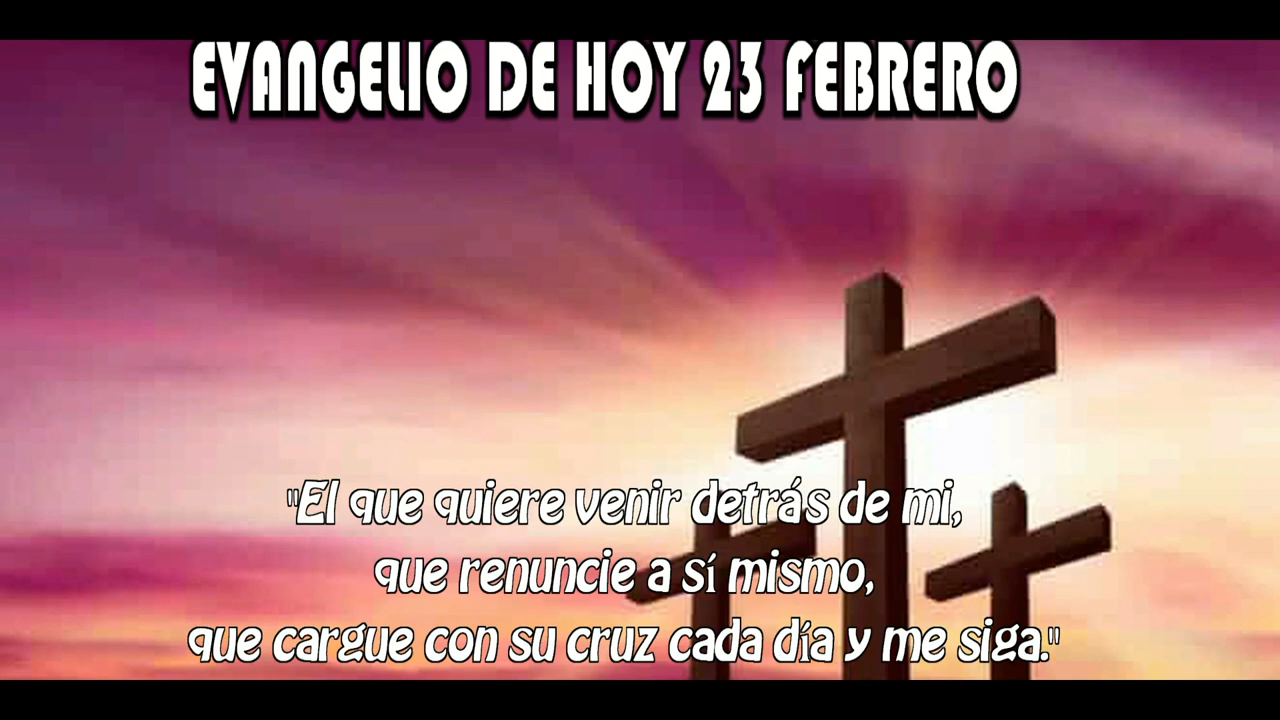 EVANGELIO DE HOY 23 FEBRERO
"El que quiere venir detrás de mi,
que renuncie a sí mismo,
que cargue con su cruz cada día y me siga."